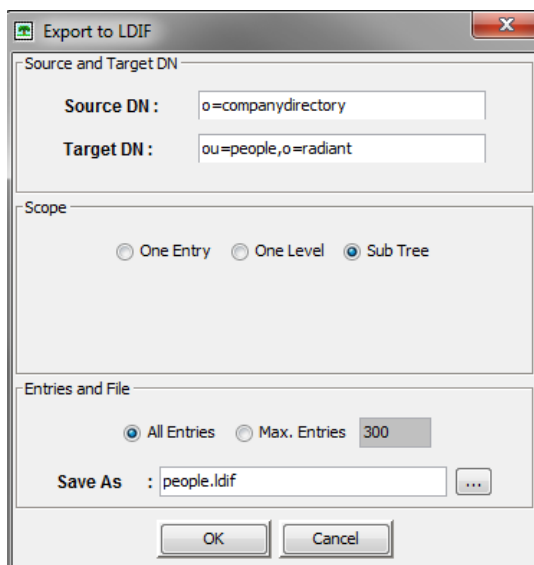 Export to LDIF
Source and Target DN
Source DN : o=companydirectory
Target DN : ou=people,o=radiant
Scope
One Entry One Level Sub Tree
Entries and File
All Entries Max. Entries 300
Save As : people.ldif ...
OK Cancel